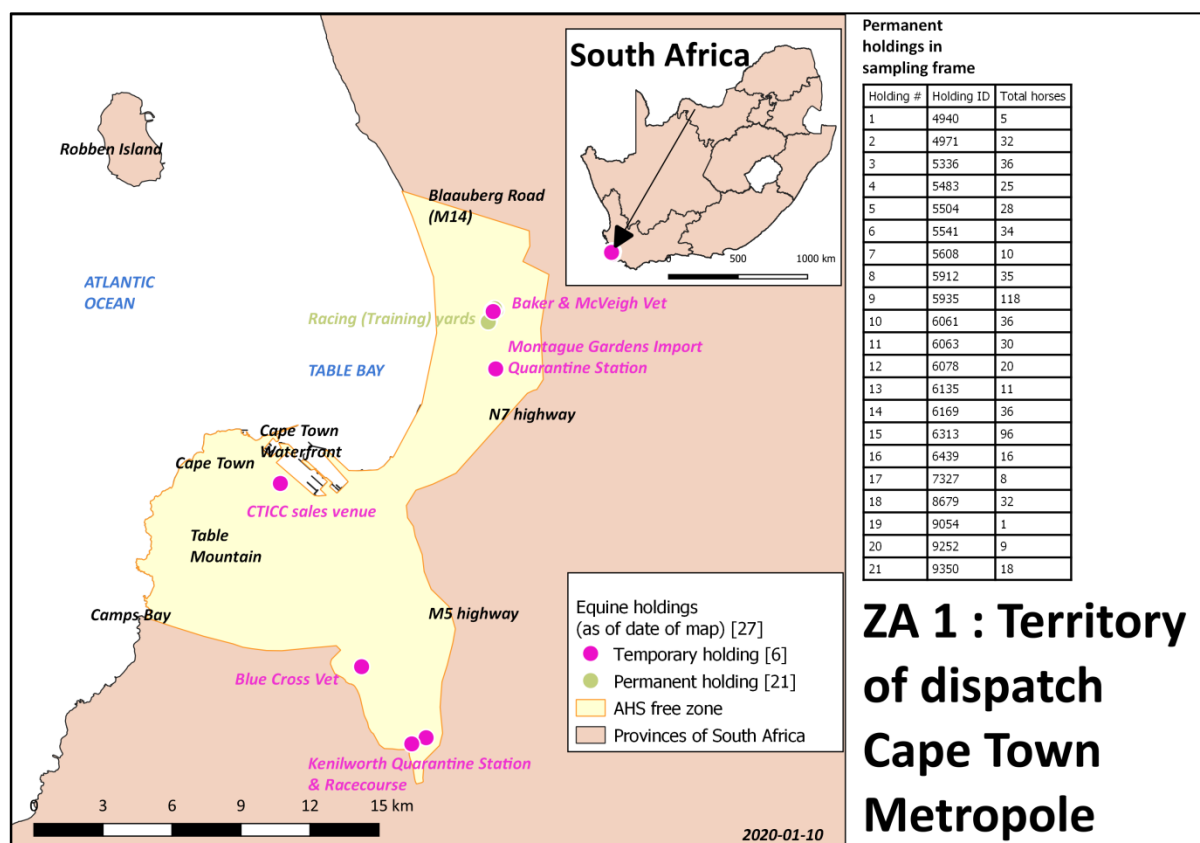 South Africa
0
500
1000 km
Robben Island
Blaauberg Road
(M14)
ATLANTIC
OCEAN
Baker & McVeigh Vet
Racing (Training) yards
Montague Gardens Import
Quarantine Station
TABLE BAY
N7 highway
Cape Town
Waterfront
Cape Town
CTICC sales venue
Table
Mountain
Camps Bay
M5 highway
Blue Cross Vet
Kenilworth Quarantine Station
& Racecourse
0 3 6 9 12 15 km
Equine holdings
(as of date of map) [27]
Temporary holding [6]
Permanent holding [21]
AHS free zone
Provinces of South Africa
2020-01-10
Permanent
holdings in
sampling frame
Holding # Holding ID Total horses
1 4940 5
2 4971 32
3 5336 36
4 5483 25
5 5504 28
6 5541 34
7 5608 10
8 5912 35
9 5935 118
10 6061 36
11 6063 30
12 6078 20
13 6135 11
14 6169 36
15 6313 96
16 6439 16
17 7327 8
18 8679 32
19 9054 1
20 9252 9
21 9350 18
ZA 1 : Territory
of dispatch
Cape Town
Metropole